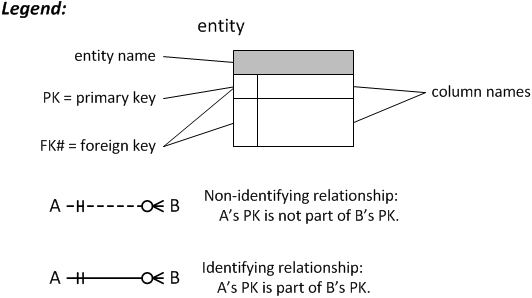 Legend:
entity
entity name
PK = primary key
column names
FK# = foreign key
A B Non-identifying relationship:
A's PK is not part of B's PK.
A B Identifying relationship:
A's PK is part of B's PK.